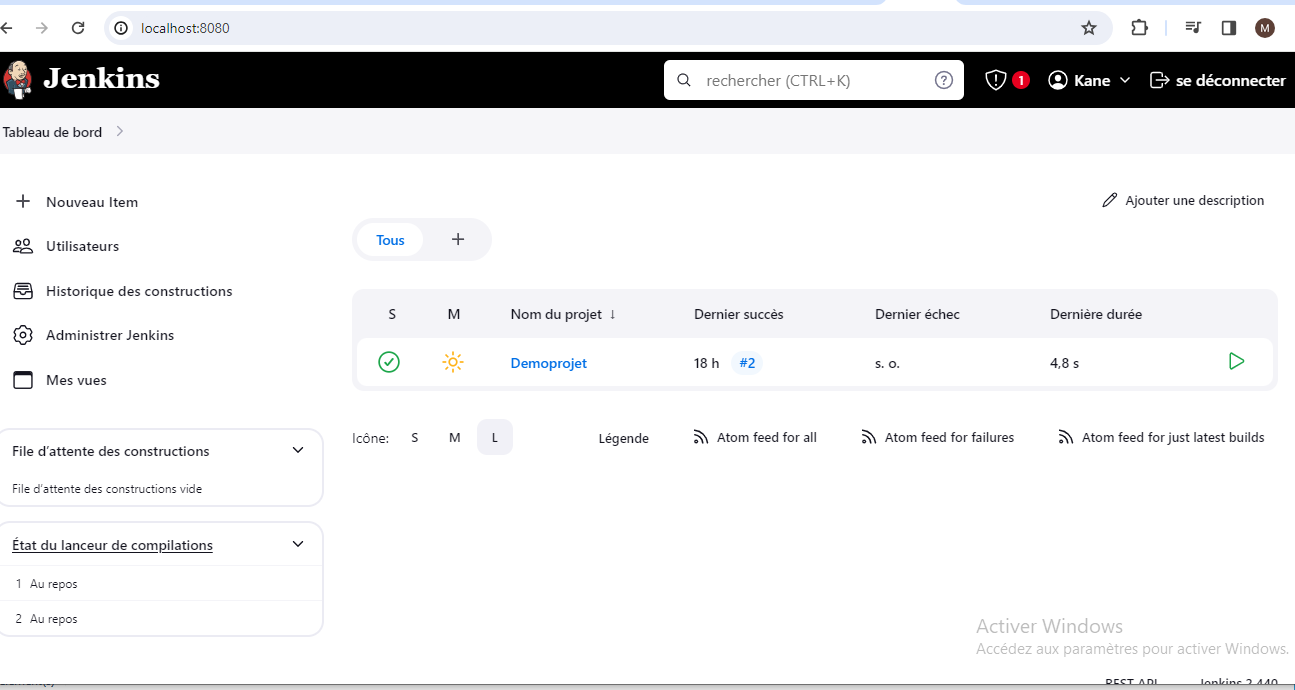 localhost:8080
M
Jenkins
rechercher (CTRL+K)
1
Kane
se déconnecter
Tableau de bord
Nouveau Item
Utilisateurs
Historique des constructions
Administrer Jenkins
Mes vues
File d'attente des constructions
File d'attente des constructions vide
État du lanceur de compilations
1 Au repos
2 Au repos
Ajouter une description
Tous
S M Nom du projet ↓ Dernier succès Dernier échec Dernière durée
Demoprojet 18 h #2 s. o. 4,8 s
Icône: S M L Légende Atom feed for all Atom feed for failures Atom feed for just latest builds
Activer Windows
Accédez aux paramètres pour activer Windows.
REST API Jenkins 2.440